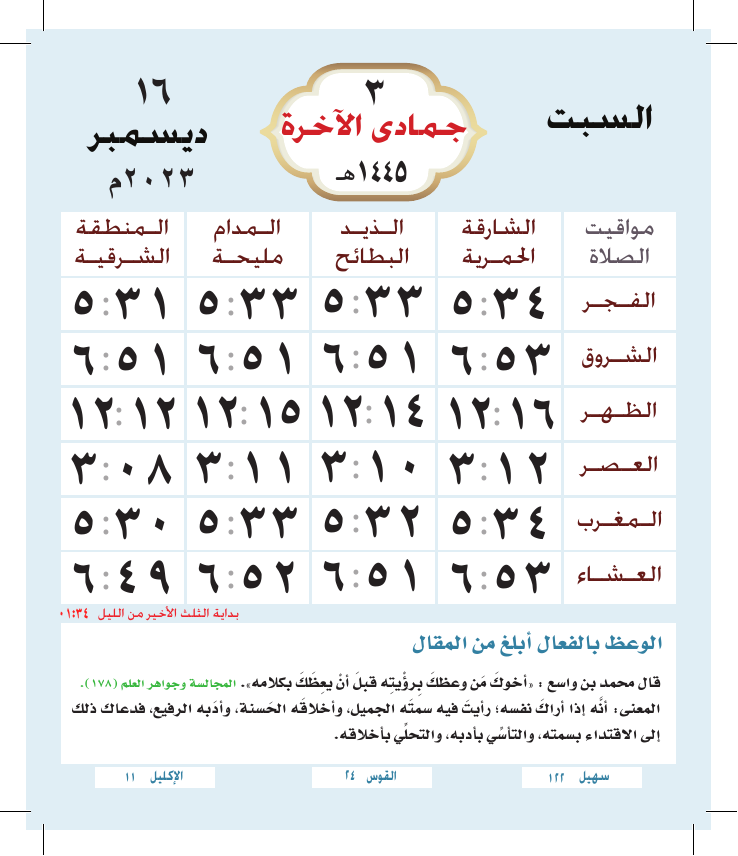 السبت
٣
جمادى الآخرة
١٤٤٥هـ
١٦
ديسمبر
٢٠٢٣م
مواقيت الصلاة | الشارقة الحمرية | الذيد البطائح | المدام مليحة | المنطقة الشرقية
الفجر ٥:٣٤ ٥:٣٣ ٥:٣٣ ٥:٣١
الشروق ٦:٥٣ ٦:٥١ ٦:٥١ ٦:٥١
الظهر ١٢:١٦ ١٢:١٤ ١٢:١٥ ١٢:١٢
العصر ٣:١٢ ٣:١٠ ٣:١١ ٣:٠٨
المغرب ٥:٣٤ ٥:٣٢ ٥:٣٣ ٥:٣٠
العشاء ٦:٥٣ ٦:٥١ ٦:٥٢ ٦:٤٩
بداية الثلث الأخير من الليل ٠١:٣٤
الوعظ بالفعال أبلغ من المقال
قال محمد بن واسع : «أخوكَ مَن وعظكَ بِرؤْيتِه قبلَ أنْ يعِظَكَ بكلامه». المجالسة وجواهر العلم (١٧٨).
المعنى: أنَّه إذا أراكَ نفسه؛ رأيتَ فيه سمتَه الجميل، وأخلاقَه الحَسنة، وأدَبه الرفيع، فدعاكَ ذلك
إلى الاقتداء بسمته، والتأسِّي بأدبه، والتحلِّي بأخلاقه.
سهيل ١٢٢
القوس ٢٤
الإكليل ١١